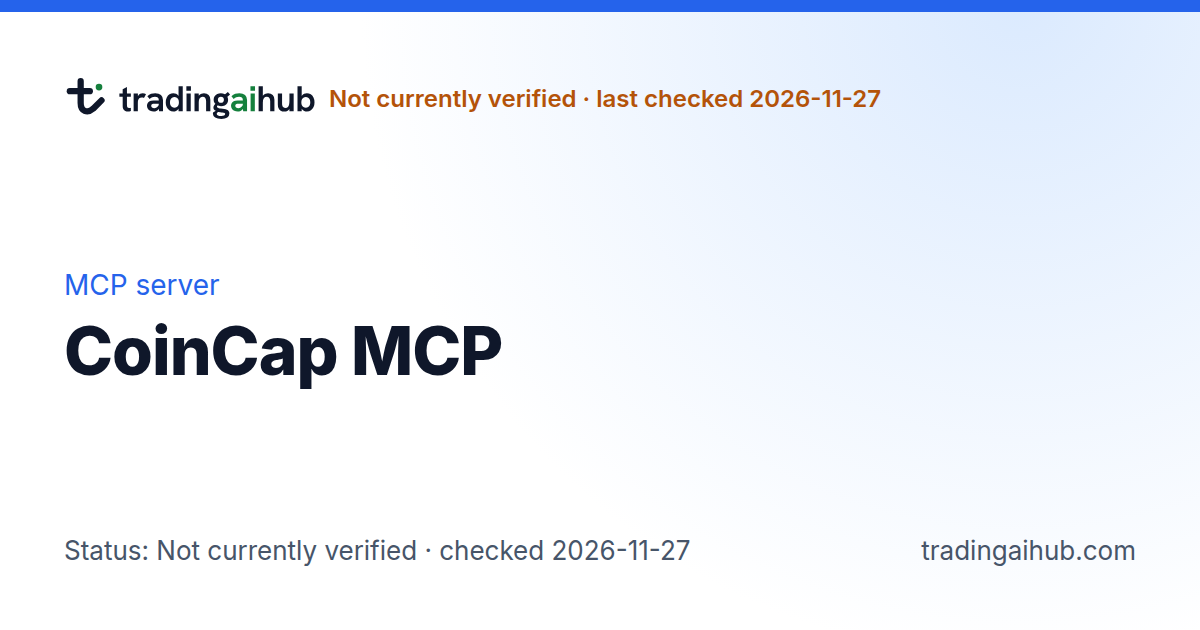 tradingaihub Not currently verified · last checked 2026-11-27
MCP server
CoinCap MCP
Status: Not currently verified · checked 2026-11-27
tradingaihub.com